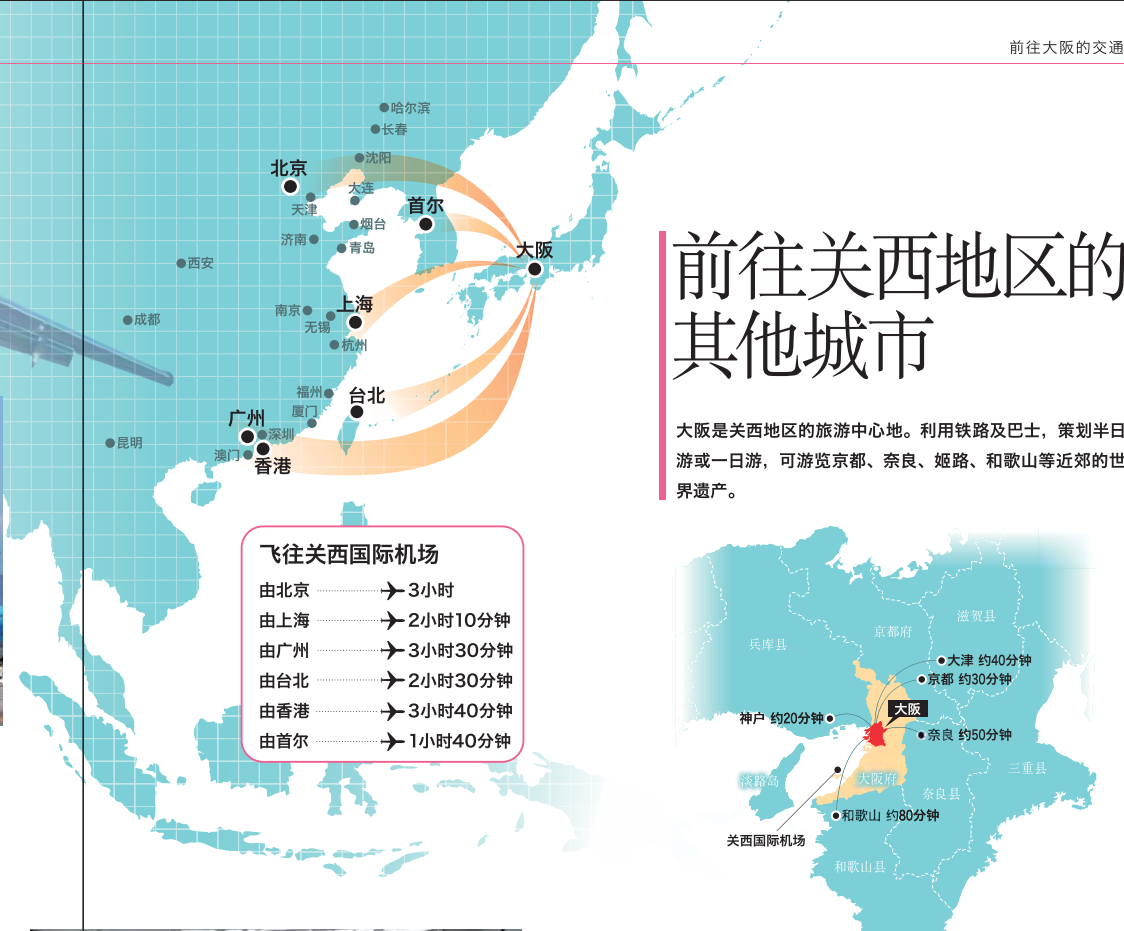 前往大阪的交通
哈尔滨
长春
沈阳
北京
大连
天津
首尔
烟台
济南
青岛
大阪
西安
南京
上海
成都
无锡
杭州
福州
台北
厦门
广州
深圳
昆明
澳门
香港
前往关西地区的
其他城市
大阪是关西地区的旅游中心地。利用铁路及巴士，策划半日
游或一日游，可游览京都、奈良、姬路、和歌山等近郊的世
界遗产。
飞往关西国际机场
由北京 3小时
由上海 2小时10分钟
由广州 3小时30分钟
由台北 2小时30分钟
由香港 3小时40分钟
由首尔 1小时40分钟
滋贺县
京都府
兵库县
大津 约40分钟
京都 约30分钟
大阪
神户 约20分钟
奈良 约50分钟
三重县
淡路岛
大阪府
奈良县
和歌山 约80分钟
关西国际机场
和歌山县